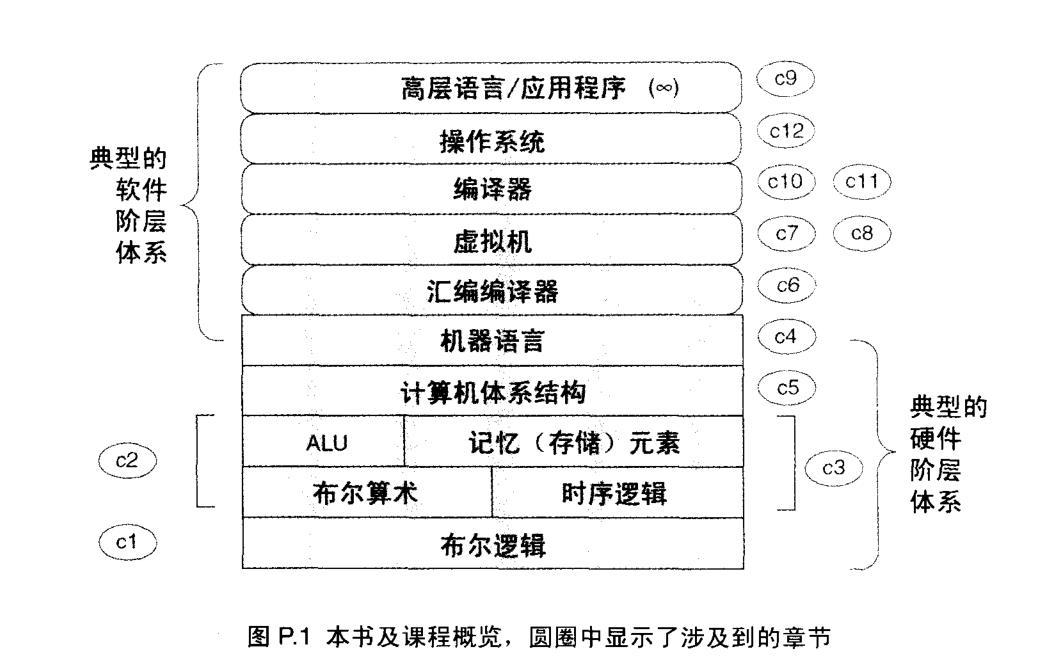 高层语言/应用程序 (∞)
c9
操作系统
c12
典型的
软件
阶层
体系
编译器
c10
c11
虚拟机
c7
c8
汇编编译器
c6
机器语言
c4
计算机体系结构
c5
典型的
硬件
阶层
体系
ALU
记忆（存储）元素
c2
c3
布尔算术
时序逻辑
c1
布尔逻辑
图 P.1 本书及课程概览，圆圈中显示了涉及到的章节